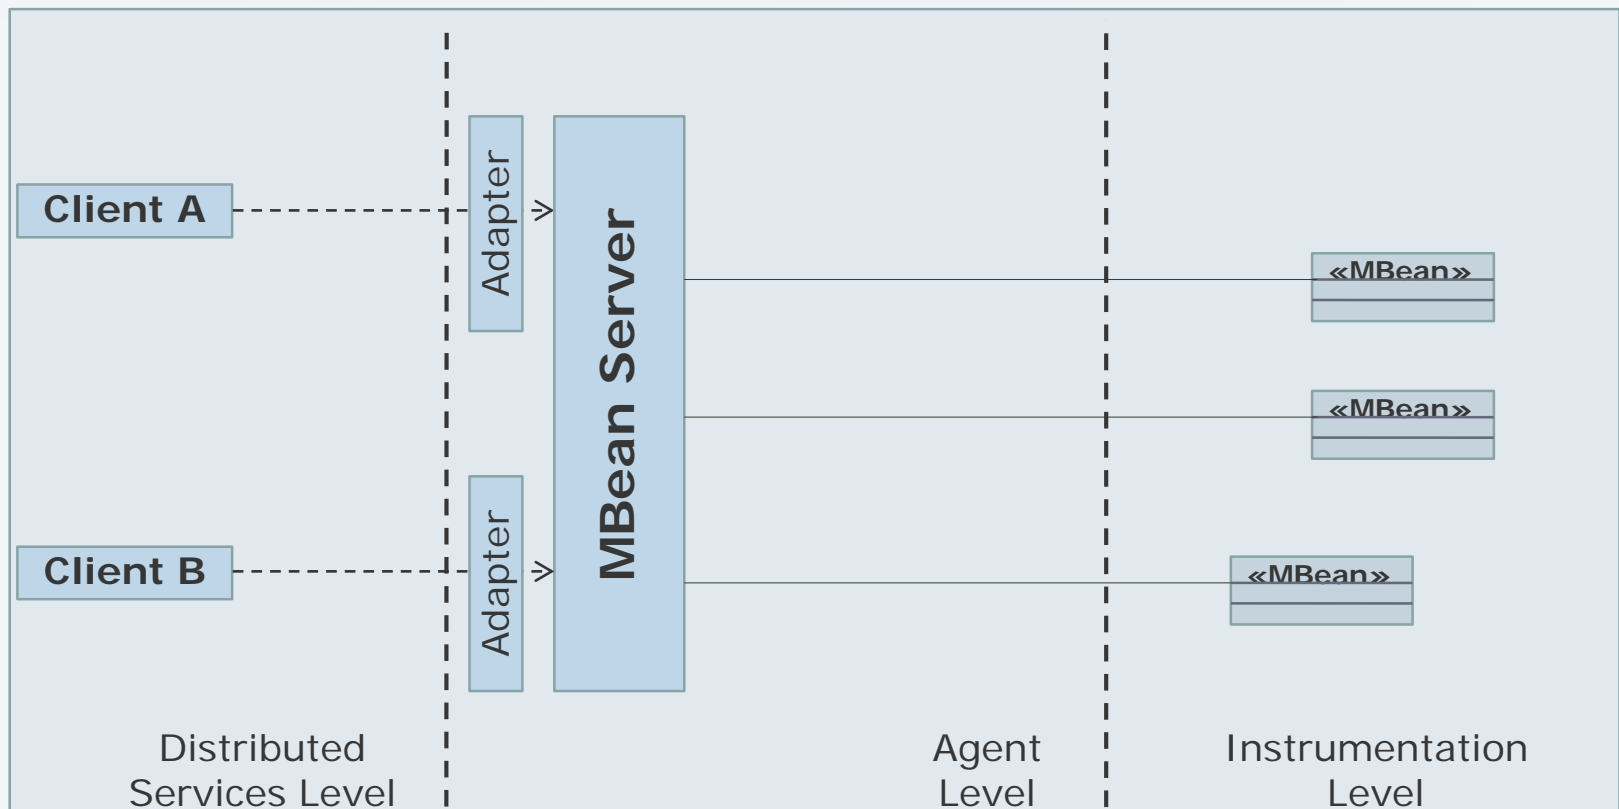 Client A
Adapter
MBean Server
«MBean»
«MBean»
Client B
Adapter
«MBean»
Distributed
Services Level
Agent
Level
Instrumentation
Level